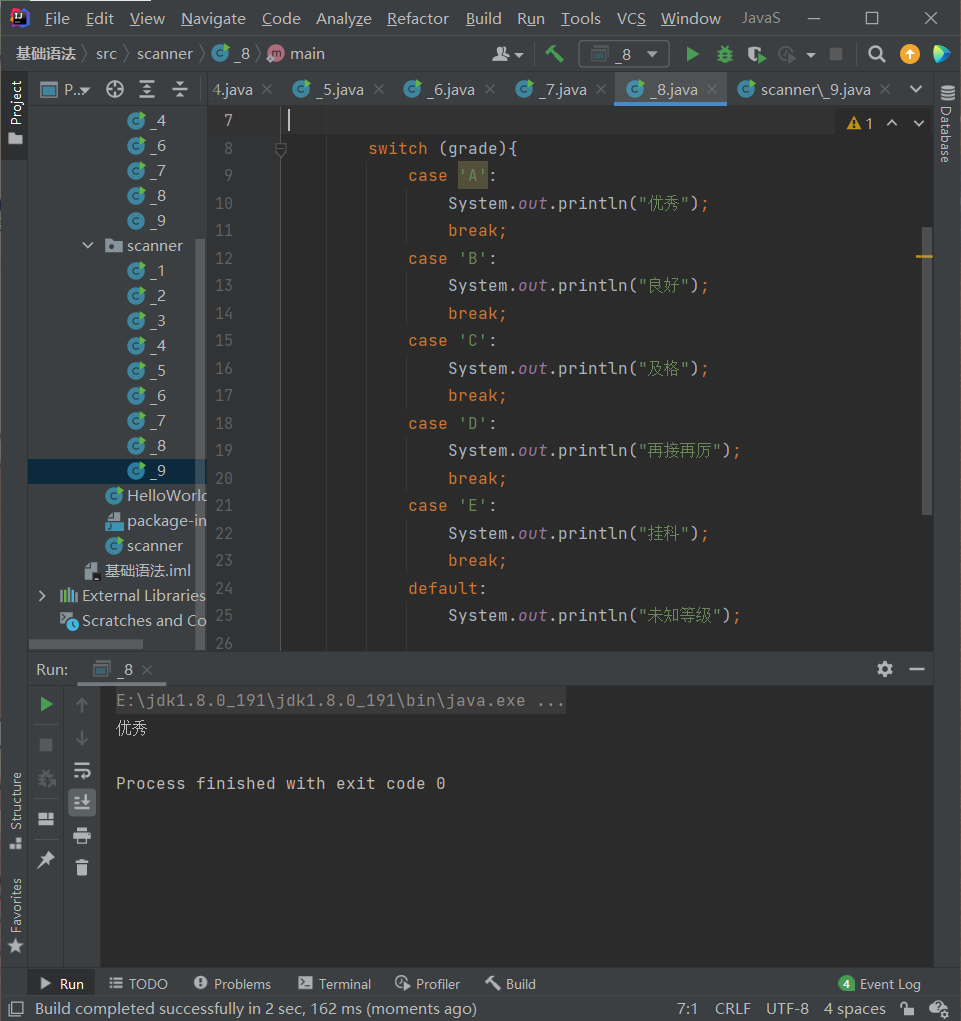 File Edit View Navigate Code Analyze Refactor Build Run Tools VCS Window JavaS
基础语法 src scanner _8 main _8
Project P.. 4.java _5.java _6.java _7.java _8.java scanner\_9.java
Database
_4
_6
_7
_8
_9
scanner
_1
_2
_3
_4
_5
_6
_7
_8
_9
HelloWorld
package-in
scanner
基础语法.iml
External Libraries
Scratches and Co
1
7
8 switch (grade){
9 case 'A':
10 System.out.println("优秀");
11 break;
12 case 'B':
13 System.out.println("良好");
14 break;
15 case 'C':
16 System.out.println("及格");
17 break;
18 case 'D':
19 System.out.println("再接再厉");
20 break;
21 case 'E':
22 System.out.println("挂科");
23 break;
24 default:
25 System.out.println("未知等级");
26
Run: _8
E:\jdk1.8.0_191\jdk1.8.0_191\bin\java.exe ...
优秀
Process finished with exit code 0
Structure
Favorites
Run TODO Problems Terminal Profiler Build 4 Event Log
Build completed successfully in 2 sec, 162 ms (moments ago) 7:1 CRLF UTF-8 4 spaces